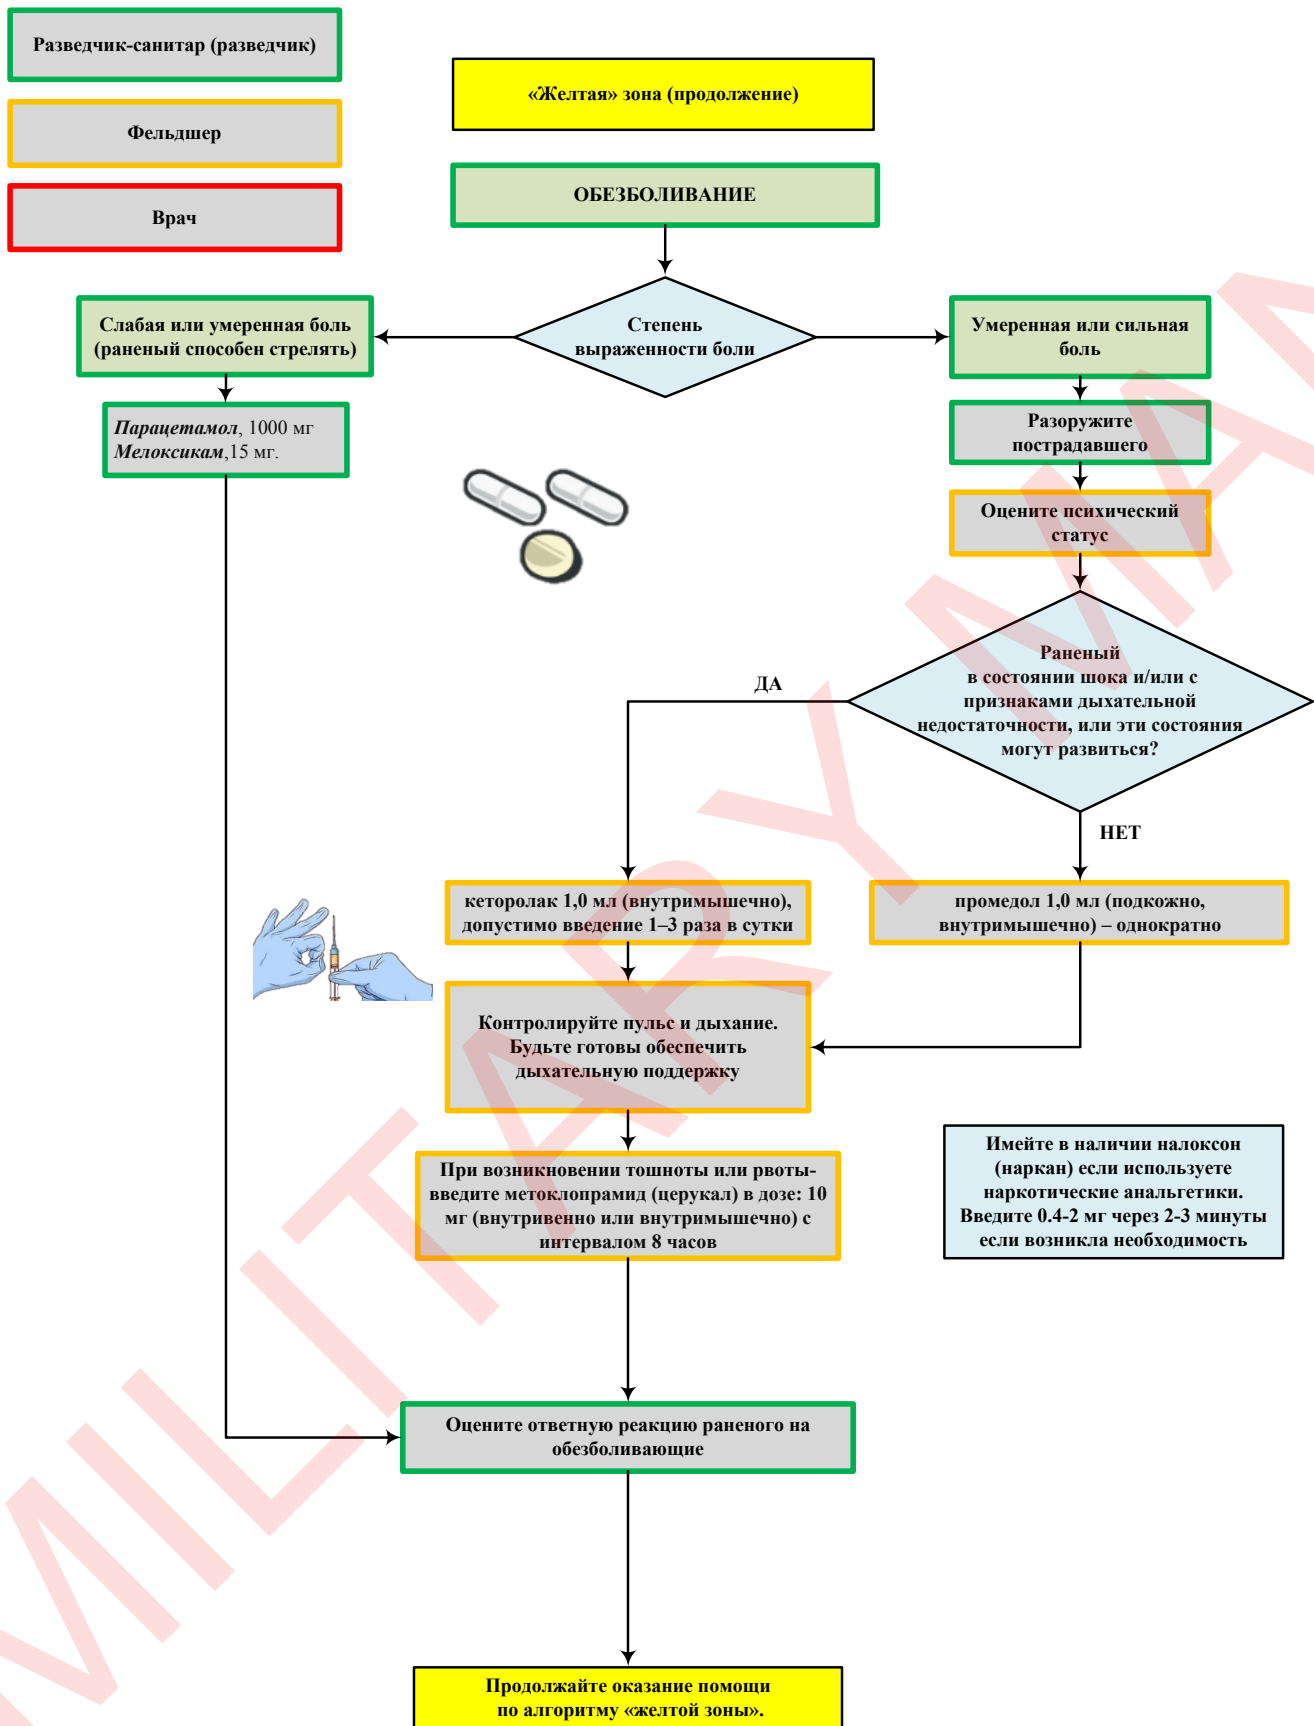 Разведчик-санитар (разведчик)
Фельдшер
Врач
«Желтая» зона (продолжение)
ОБЕЗБОЛИВАНИЕ
Степень
выраженности боли
Слабая или умеренная боль
(раненый способен стрелять)
Парацетамол, 1000 мг
Мелоксикам,15 мг.
Умеренная или сильная
боль
Разоружите
пострадавшего
Оцените психический
статус
Раненый
в состоянии шока и/или с
признаками дыхательной
недостаточности, или эти состояния
могут развиться?
ДА
НЕТ
кеторолак 1,0 мл (внутримышечно),
допустимо введение 1–3 раза в сутки
промедол 1,0 мл (подкожно,
внутримышечно) – однократно
Контролируйте пульс и дыхание.
Будьте готовы обеспечить
дыхательную поддержку
При возникновении тошноты или рвоты-
введите метоклопрамид (церукал) в дозе: 10
мг (внутривенно или внутримышечно) с
интервалом 8 часов
Имейте в наличии налоксон
(наркан) если используете
наркотические анальгетики.
Введите 0.4-2 мг через 2-3 минуты
если возникла необходимость
Оцените ответную реакцию раненого на
обезболивающие
Продолжайте оказание помощи
по алгоритму «желтой зоны».
MILITARY MA